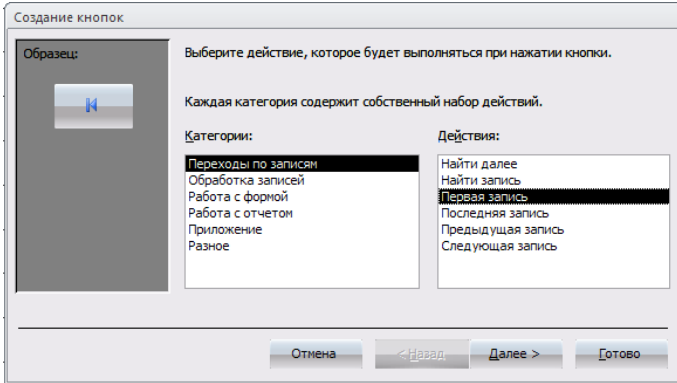 Создание кнопок
Образец:
Выберите действие, которое будет выполняться при нажатии кнопки.
Каждая категория содержит собственный набор действий.
Категории:
Действия:
Переходы по записям
Обработка записей
Работа с формой
Работа с отчетом
Приложение
Разное
Найти далее
Найти запись
Первая запись
Последняя запись
Предыдущая запись
Следующая запись
Отмена
< Назад
Далее >
Готово